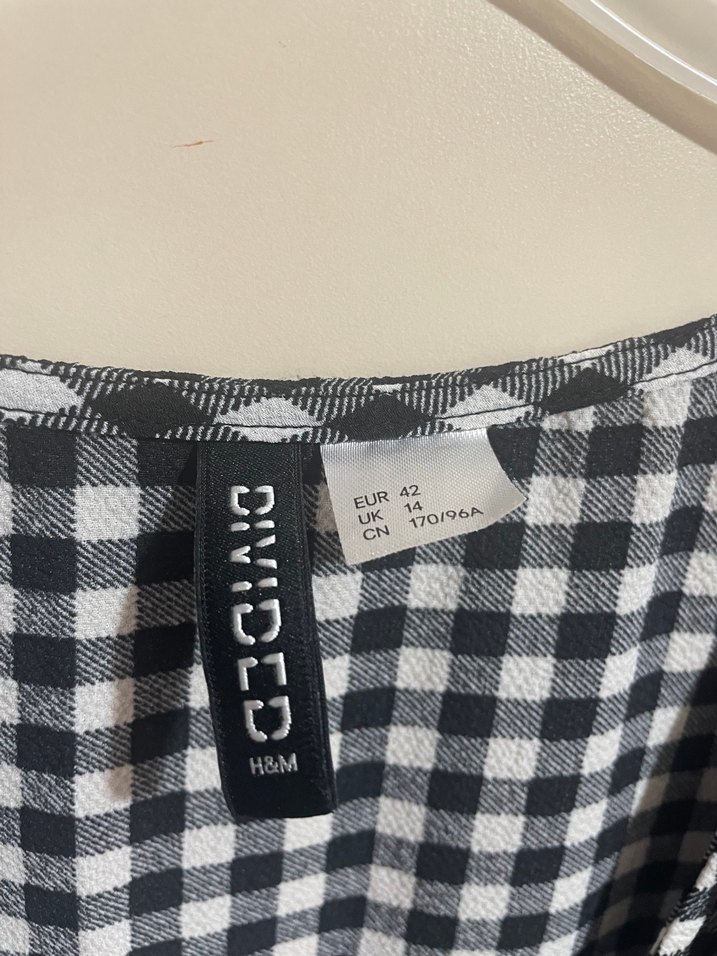 DIVIDED
H&M
EUR 42
UK 14
CN 170/96A